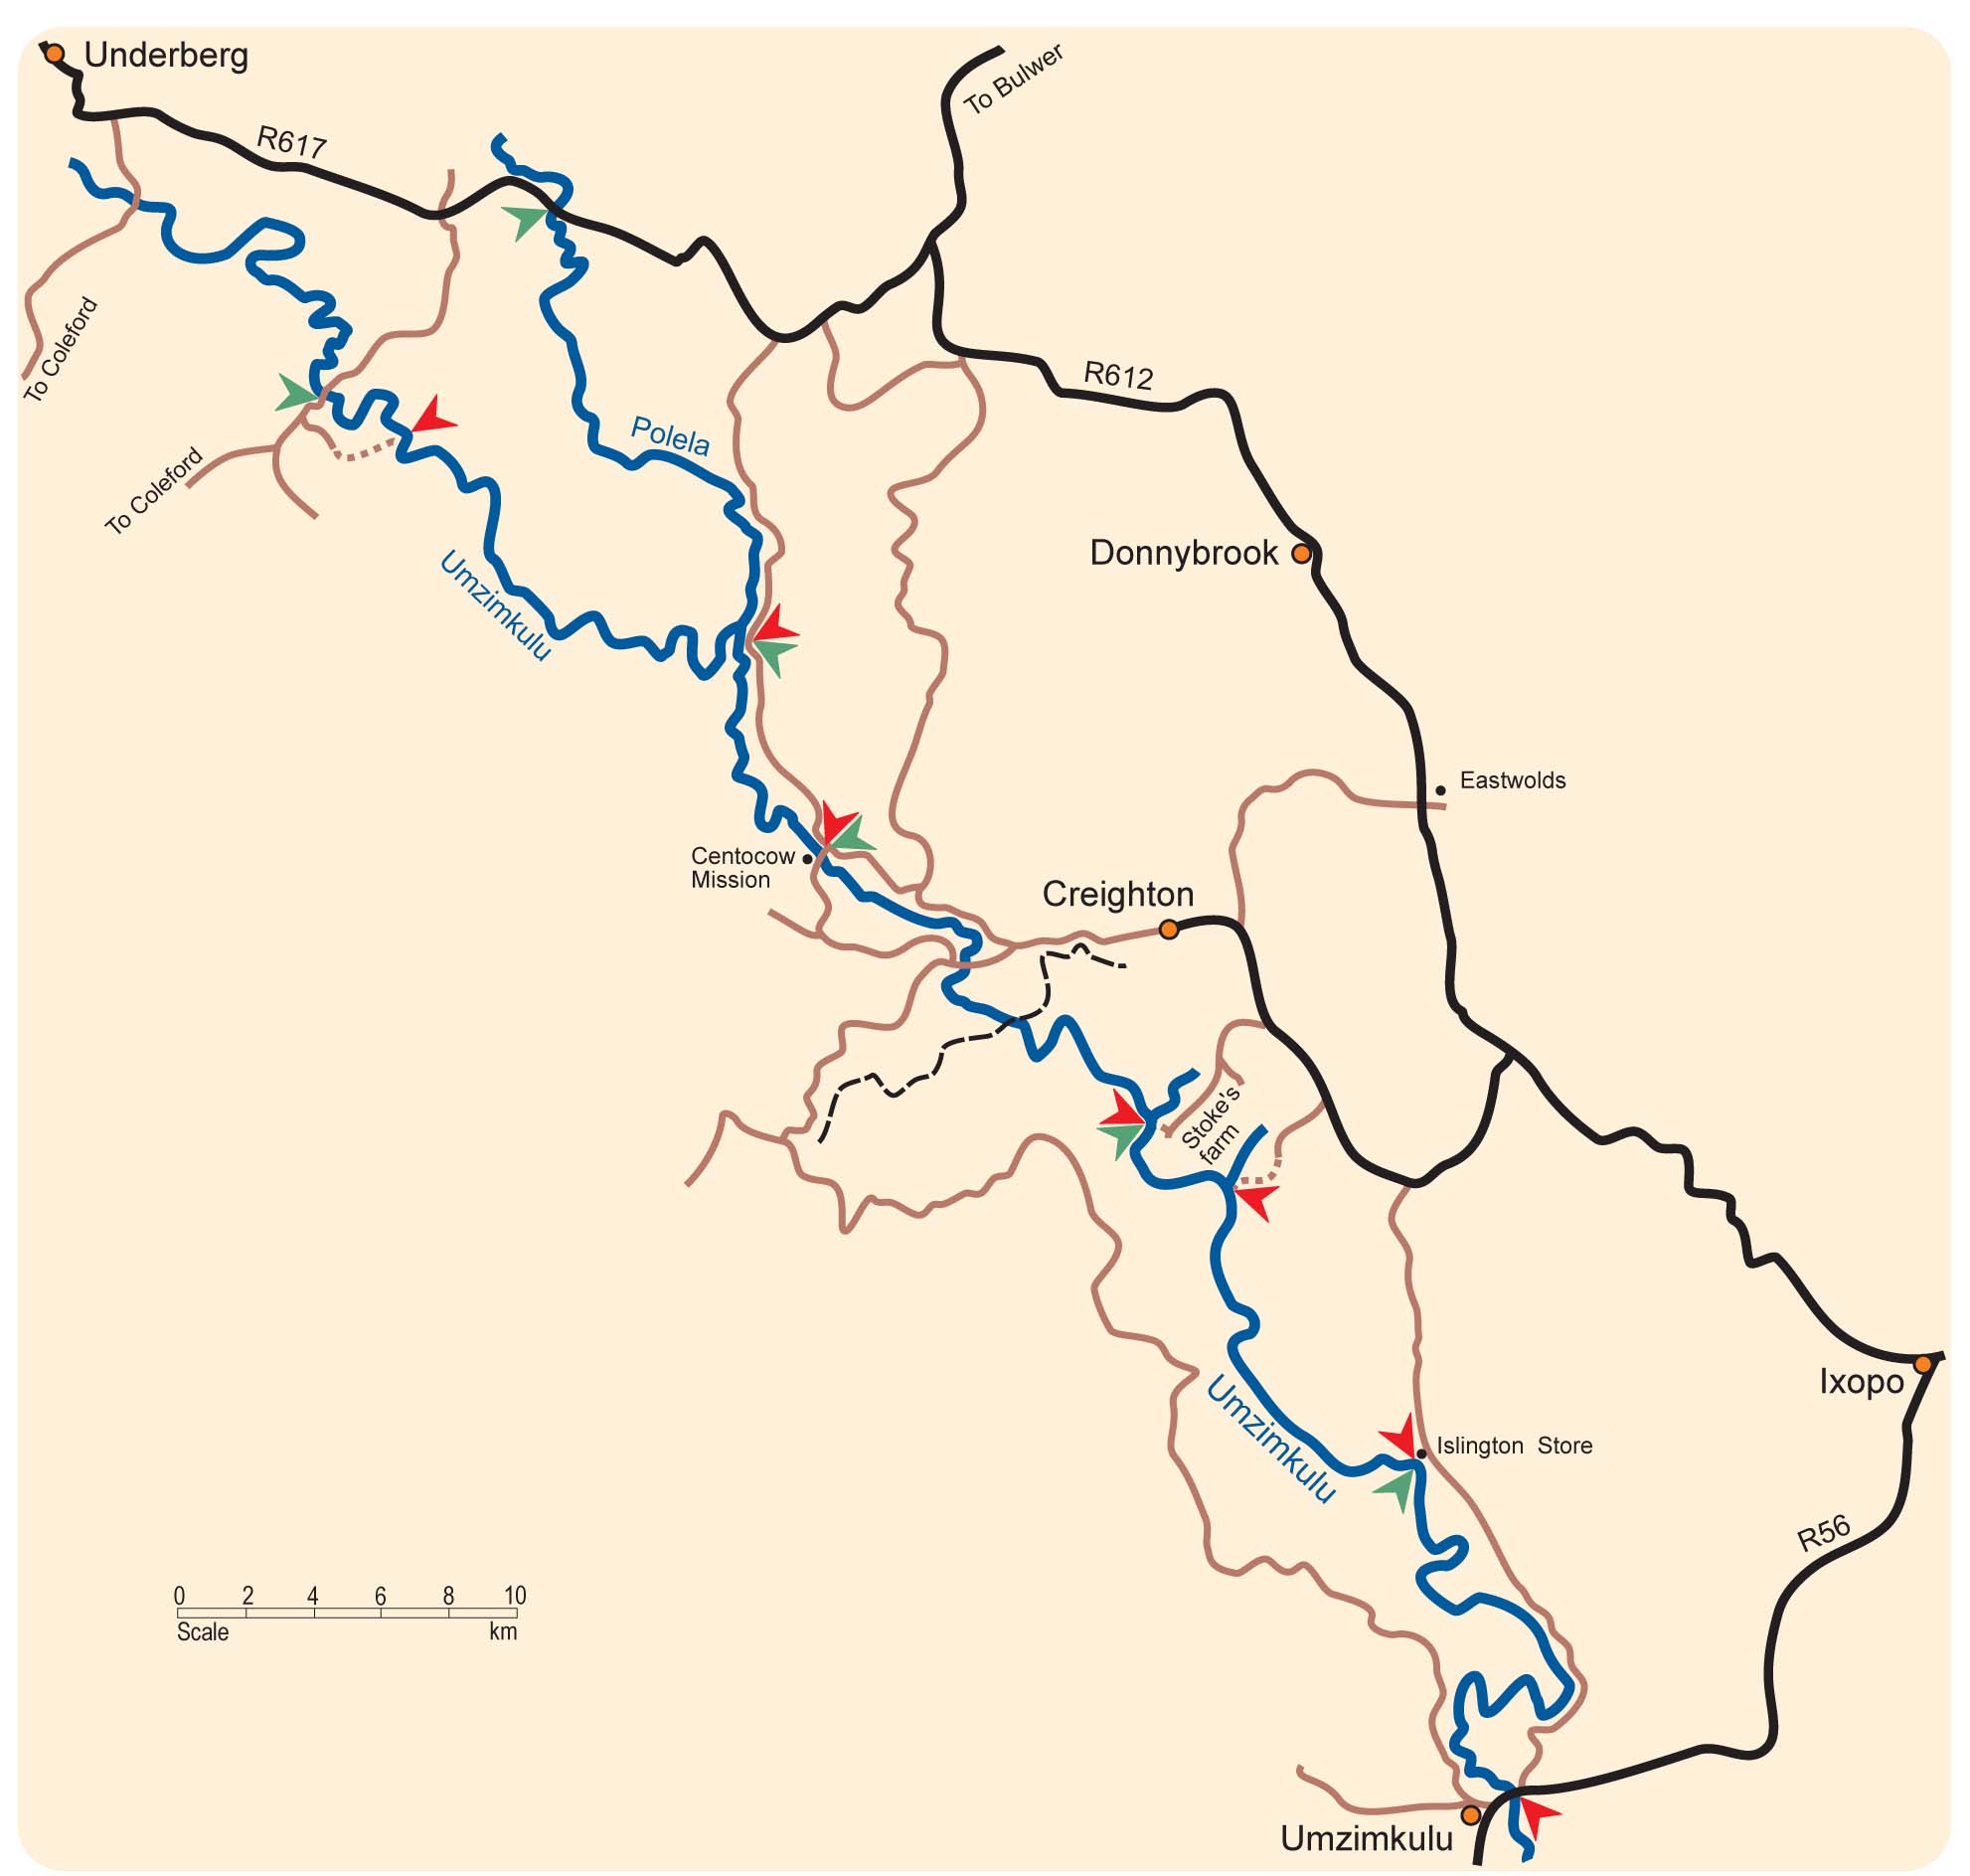 Underberg
To Bulwer
R617
To Coleford
R612
Polela
To Coleford
Donnybrook
Umzimkulu
Eastwolds
Centocow
Mission
Creighton
Stoke's
farm
Ixopo
Umzimkulu
Islington Store
R56
0 2 4 6 8 10
Scale km
Umzimkulu